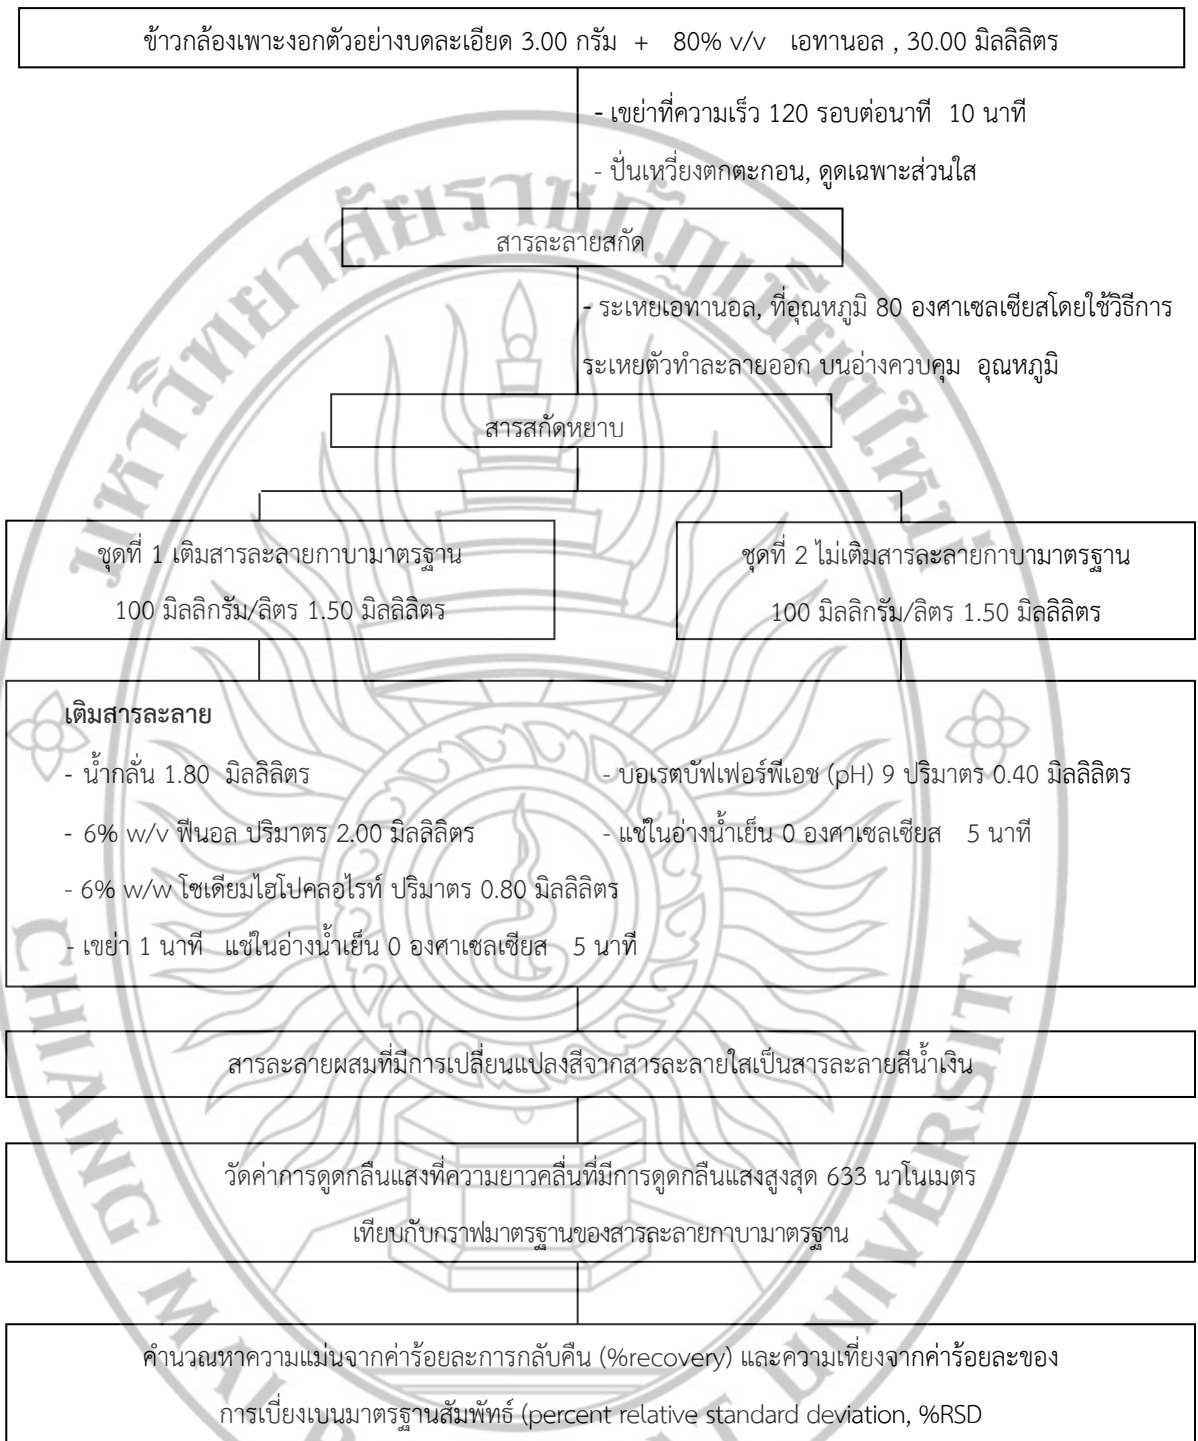 ข้าวกล้องเพาะงอกตัวอย่างบดละเอียด 3.00 กรัม + 80% v/v เอทานอล , 30.00 มิลลิลิตร
- เขย่าที่ความเร็ว 120 รอบต่อนาที 10 นาที
- ปั่นเหวี่ยงตกตะกอน, ดูดเฉพาะส่วนใส
สารละลายสกัด
- ระเหยเอทานอล, ที่อุณหภูมิ 80 องศาเซลเซียสโดยใช้วิธีการ
ระเหยตัวทำละลายออก บนอ่างควบคุม อุณหภูมิ
สารสกัดหยาบ
ชุดที่ 1 เติมสารละลายกาบามาตรฐาน
100 มิลลิกรัม/ลิตร 1.50 มิลลิลิตร
ชุดที่ 2 ไม่เติมสารละลายกาบามาตรฐาน
100 มิลลิกรัม/ลิตร 1.50 มิลลิลิตร
เติมสารละลาย
- น้ำกลั่น 1.80 มิลลิลิตร
- บอเรตบัฟเฟอร์พีเอช (pH) 9 ปริมาตร 0.40 มิลลิลิตร
- 6% w/v ฟีนอล ปริมาตร 2.00 มิลลิลิตร
- แช่ในอ่างน้ำเย็น 0 องศาเซลเซียส 5 นาที
- 6% w/w โซเดียมไฮโปคลอไรท์ ปริมาตร 0.80 มิลลิลิตร
- เขย่า 1 นาที แช่ในอ่างน้ำเย็น 0 องศาเซลเซียส 5 นาที
สารละลายผสมที่มีการเปลี่ยนแปลงสีจากสารละลายใสเป็นสารละลายสีน้ำเงิน
วัดค่าการดูดกลืนแสงที่ความยาวคลื่นที่มีการดูดกลืนแสงสูงสุด 633 นาโนเมตร
เทียบกับกราฟมาตรฐานของสารละลายกาบามาตรฐาน
คำนวณหาความแม่นจากค่าร้อยละการกลับคืน (%recovery) และความเที่ยงจากค่าร้อยละของ
การเบี่ยงเบนมาตรฐานสัมพัทธ์ (percent relative standard deviation, %RSD
มหาวิทยาลัยราชภัฏเชียงใหม่
CHIANG MAI
UNIVERSITY